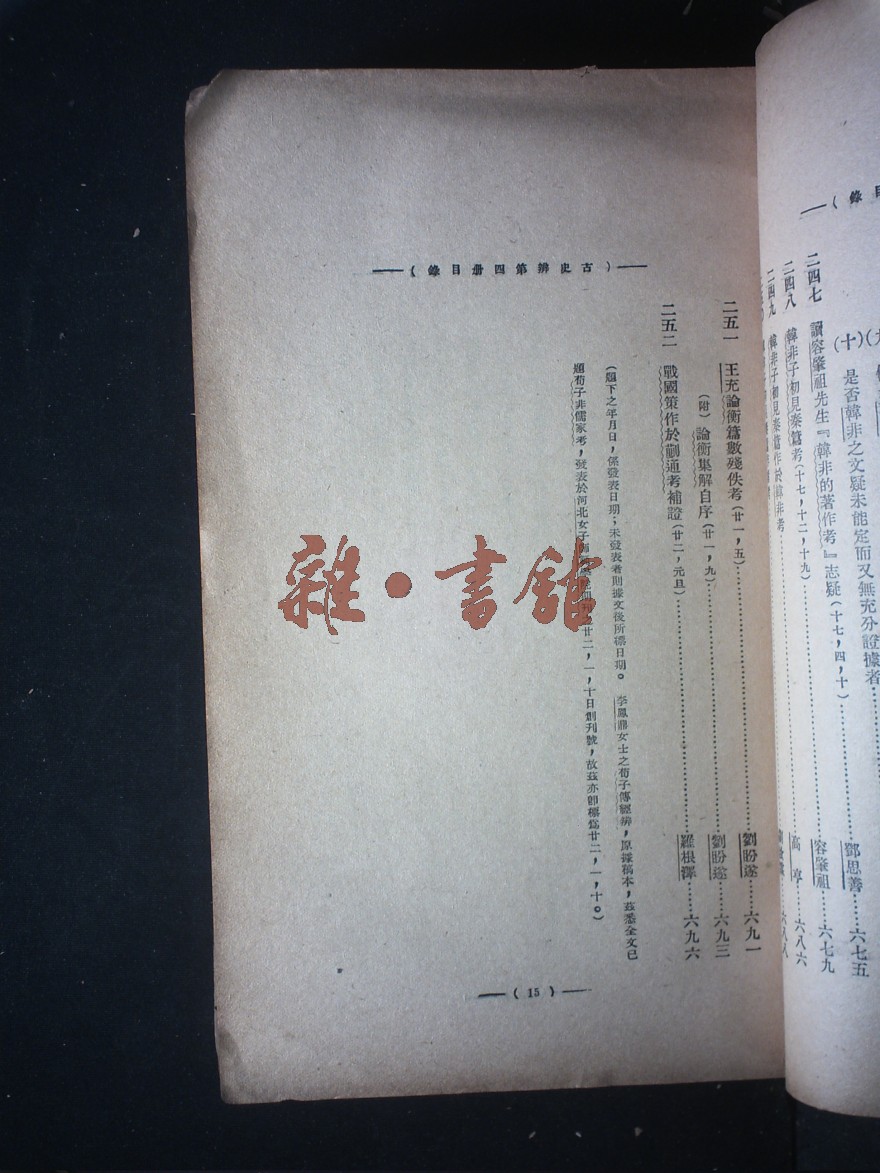 錄
(十) 是否韓非之文疑未能定而又無充分證據者……鄧思善……六七五
二四七 讀容肇祖先生『韓非的著作考』志疑(十七,四,十)……容肇祖……六七九
二四八 韓非子初見秦篇考(十七,十二,十九)……高亨……六八六
二四九 韓非子初見秦篇作於韓非考……六八八
(古史辨第四册目錄)
二五一 王充論衡篇數殘佚考(廿一,五)……劉盼遂……六九一
(附)論衡集解自序(廿一,九)……劉盼遂……六九三
二五二 戰國策作於蒯通考補證(廿二,元旦)……羅根澤……六九六
(題下之年月日,係發表日期;未發表者則據文後所標日期。 李鳳鼎女士之荀子傳經辨,原據稿本,茲悉全文已
題荀子非儒家考,發表於河北女子 廿二,一,十日創刊號,故茲亦卽標爲廿二,一,十。)
(15)
雜·書館